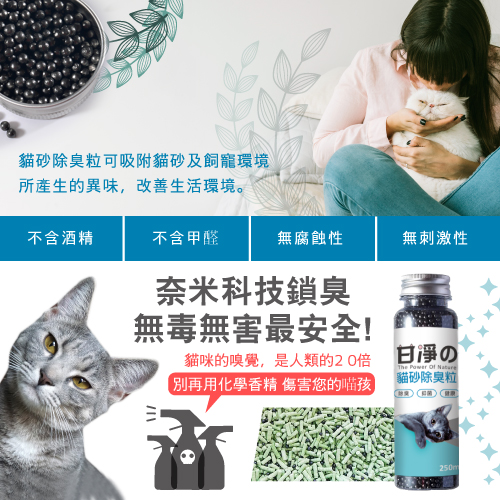 貓砂除臭粒可吸附貓砂及飼寵環境
所產生的異味，改善生活環境。
不含酒精
不含甲醛
無腐蝕性
無刺激性
奈米科技鎖臭
無毒無害最安全!
貓咪的嗅覺，是人類的20倍
別再用化學香精 傷害您的喵孩
甘淨の
The Power Of Nature
貓砂除臭粒
250m